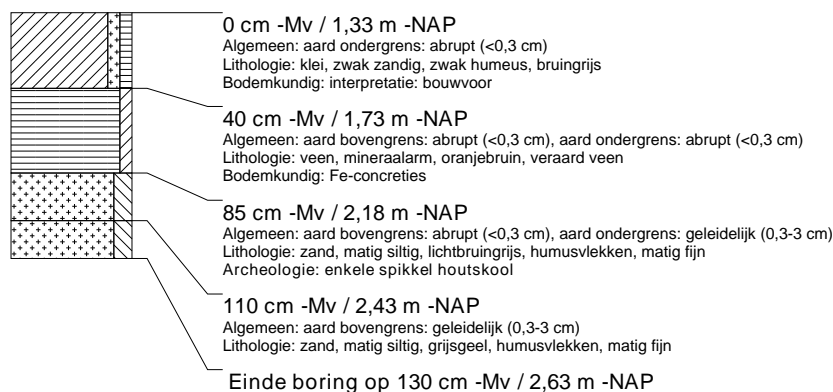 0 cm -Mv / 1,33 m -NAP
Algemeen: aard ondergrens: abrupt (<0,3 cm)
Lithologie: klei, zwak zandig, zwak humeus, bruingrijs
Bodemkundig: interpretatie: bouwvoor
40 cm -Mv / 1,73 m -NAP
Algemeen: aard bovengrens: abrupt (<0,3 cm), aard ondergrens: abrupt (<0,3 cm)
Lithologie: veen, mineraalarm, oranjebruin, veraard veen
Bodemkundig: Fe-concreties
85 cm -Mv / 2,18 m -NAP
Algemeen: aard bovengrens: abrupt (<0,3 cm), aard ondergrens: geleidelijk (0,3-3 cm)
Lithologie: zand, matig siltig, lichtbruingrijs, humusvlekken, matig fijn
Archeologie: enkele spikkel houtskool
110 cm -Mv / 2,43 m -NAP
Algemeen: aard bovengrens: geleidelijk (0,3-3 cm)
Lithologie: zand, matig siltig, grijsgeel, humusvlekken, matig fijn
Einde boring op 130 cm -Mv / 2,63 m -NAP